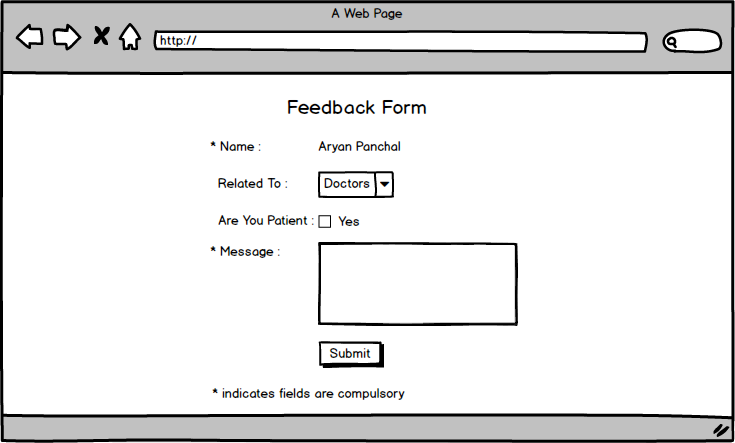 A Web Page
http://
Feedback Form
* Name : Aryan Panchal
Related To : Doctors
Are You Patient : Yes
* Message :
Submit
* indicates fields are compulsory